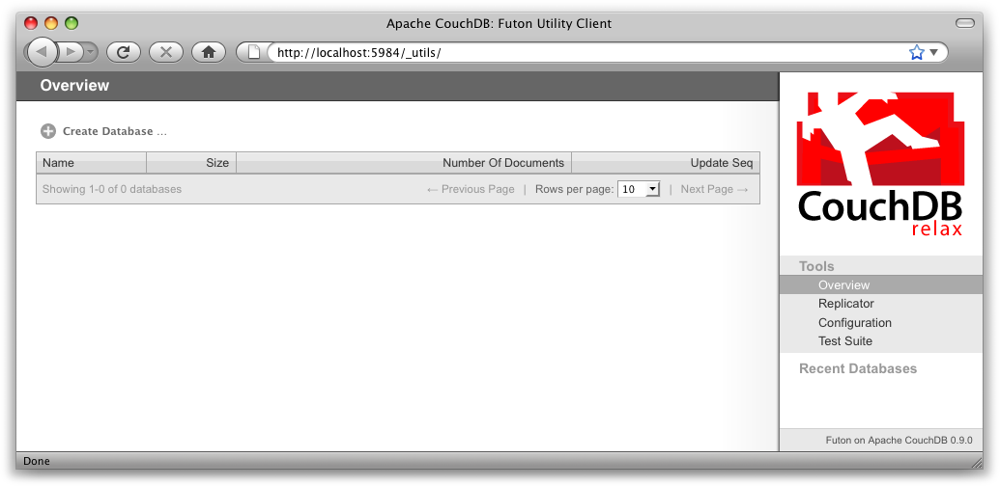 Apache CouchDB: Futon Utility Client
http://localhost:5984/_utils/
Overview
Create Database ...
Name Size Number Of Documents Update Seq
Showing 1-0 of 0 databases ← Previous Page | Rows per page: 10 | Next Page →
CouchDB
relax
Tools
Overview
Replicator
Configuration
Test Suite
Recent Databases
Futon on Apache CouchDB 0.9.0
Done